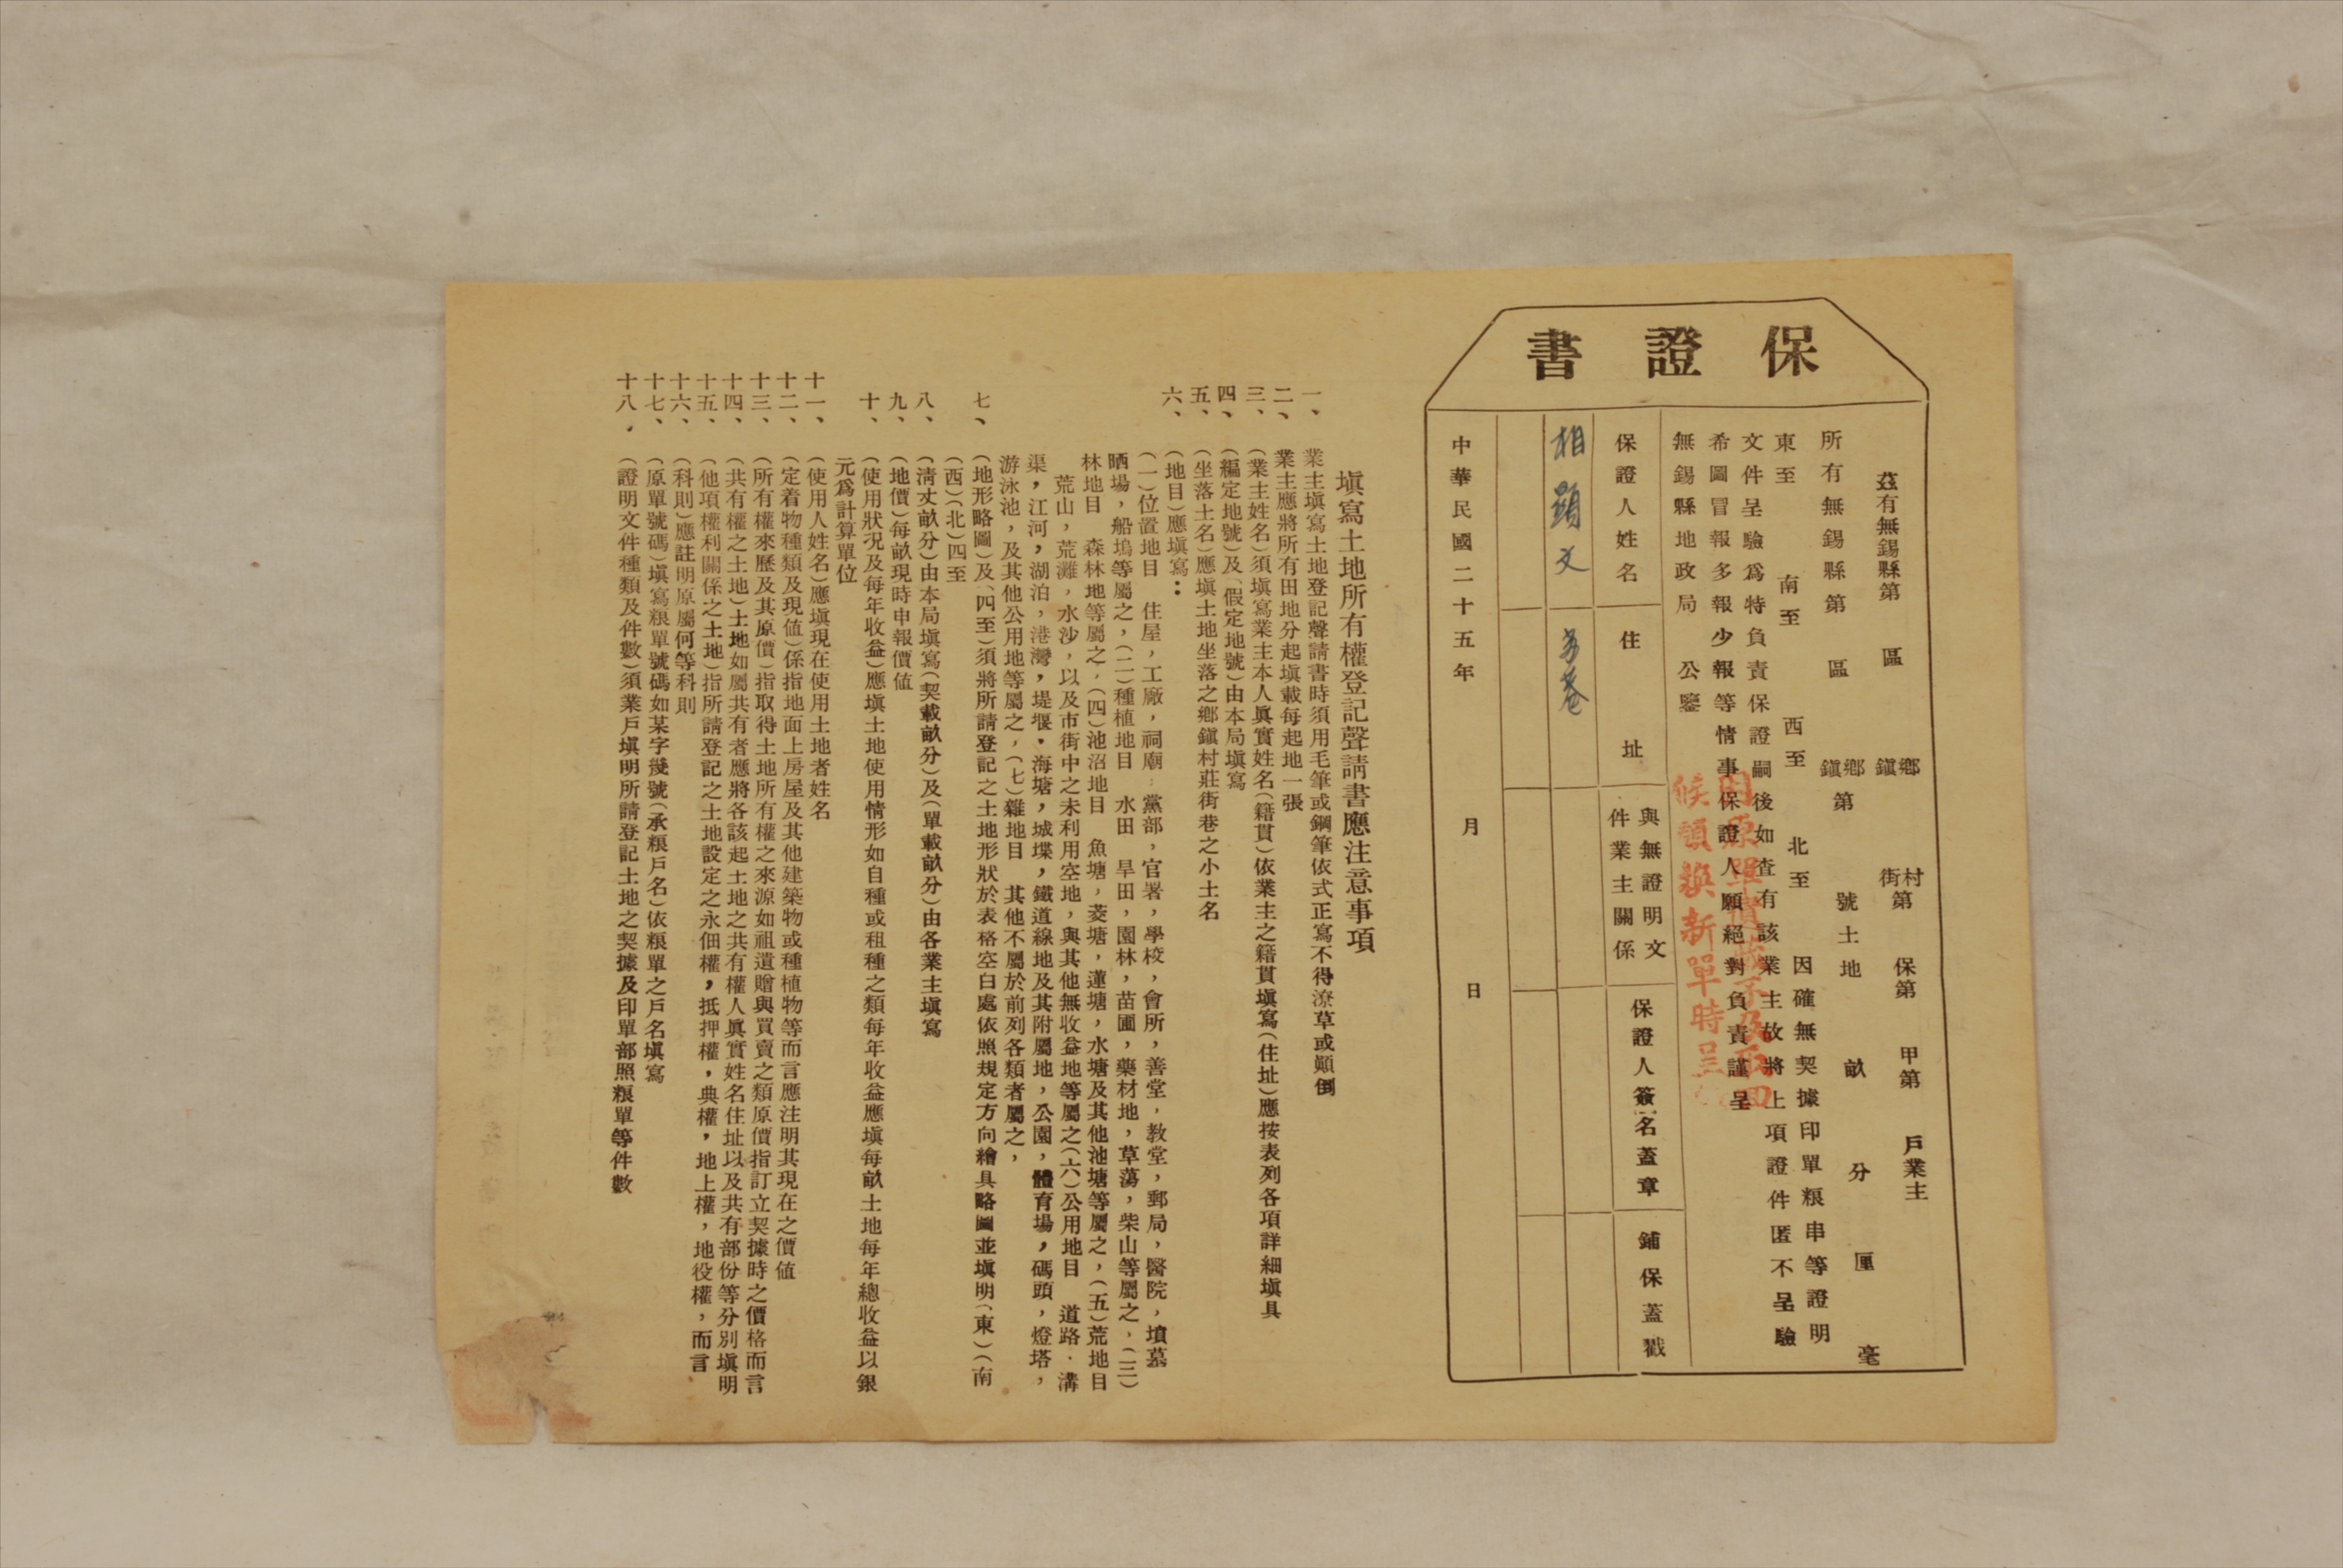 保證書
茲有無錫縣第　區　鄉鎮　村街第　保第　甲第　戶業主
所有無錫縣第　區　鄉鎮第　號土地　畝　分　厘　毫
東至　南至　西至　北至　因確無契據印單粮串等證明
文件呈驗爲特負責保證嗣後如查有該業主故將上項證件匿不呈驗
希圖冒報多報少報等情事保證人願絕對負責謹呈
無錫縣地政局　公鑒
因原單實
候領換新單時呈
保證人姓名
住址
與無證明文件業主關係
保證人簽名蓋章
鋪保蓋戳
相顯文
中華民國二十五年　月　日
塡寫土地所有權登記聲請書應注意事項
一、業主塡寫土地登記聲請書時須用毛筆或鋼筆依式正寫不得潦草或顚倒
二、業主應將所有田地分起塡載每起地一張
三、（業主姓名）須塡寫業主本人眞實姓名（籍貫）依業主之籍貫塡寫（住址）應按表列各項詳細塡具
四、（編定地號）及（假定地號）由本局塡寫
五、（坐落土名）應塡土地坐落之鄉鎭村莊街巷之小土名
六、（地目）應塡寫：
（一）位置地目　住屋，工廠，祠廟，黨部，官署，學校，會所，善堂，敎堂，郵局，醫院，墳墓
晒場，船塢等屬之，（二）種植地目　水田　旱田，園林，苗圃，藥材地，草蕩，柴山等屬之，（三）
林地目　森林地等屬之，（四）池沼地目　魚塘，菱塘，蓮塘，水塘及其他池塘等屬之，（五）荒地目
荒山，荒灘，水沙，以及市街中之未利用空地，與其他無收益地等屬之（六）公用地目　道路．溝
渠，江河，湖泊，港灣，堤堰．海塘，城堞，鐵道線地及其附屬地，公園，體育場，碼頭，燈塔，
游泳池，及其他公用地等屬之，（七）雜地目　其他不屬於前列各類者屬之，
七、（地形略圖）及（四至）須將所請登記之土地形狀於表格空白處依照規定方向繪具略圖並塡明（東）（南
（西）（北）四至
八、（清丈畝分）由本局塡寫（契載畝分）及（單載畝分）由各業主塡寫
九、（地價）每畝現時申報價值
十、（使用狀况及每年收益）應塡土地使用情形如自種或租種之類每年收益應塡每畝土地每年總收益以銀
元爲計算單位
十一、（使用人姓名）應塡現在使用土地者姓名
十二、（定着物種類及現値）係指地面上房屋及其他建築物或種植物等而言應注明其現在之價值
十三、（所有權來歷及其原價）指取得土地所有權之來源如祖遺贈與買賣之類原價指訂立契據時之價格而言
十四、（共有權之土地）土地如屬共有者應將各該起土地之共有權人眞實姓名住址以及共有部份等分別塡明
十五、（他項權利關係之土地）指所請登記之土地設定之永佃權，抵押權，典權，地上權，地役權，而言
十六、（科則）應註明原屬何等科則
十七、（原單號碼）塡寫粮單號碼如某字幾號（承粮戶名）依粮單之戶名塡寫
十八．（證明文件種類及件數）須業戶塡明所請登記土地之契據及印單部照粮單等件數